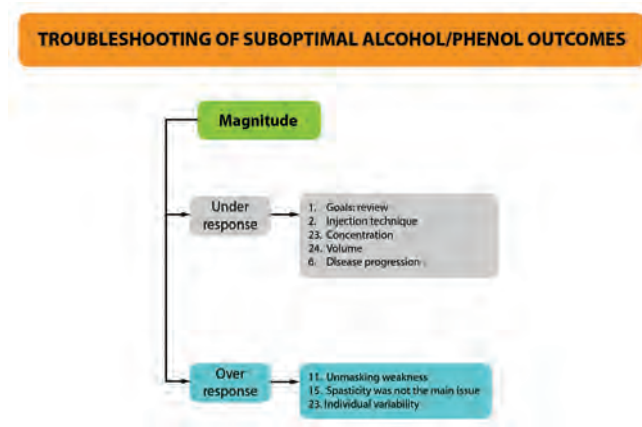 TROUBLESHOOTING OF SUBOPTIMAL ALCOHOL/PHENOL OUTCOMES
Magnitude
Under
response
1. Goals: review
2. Injection technique
23. Concentration
24. Volume
6. Disease progression
Over
response
11. Unmasking weakness
15. Spasticity was not the main issue
23. Individual variability